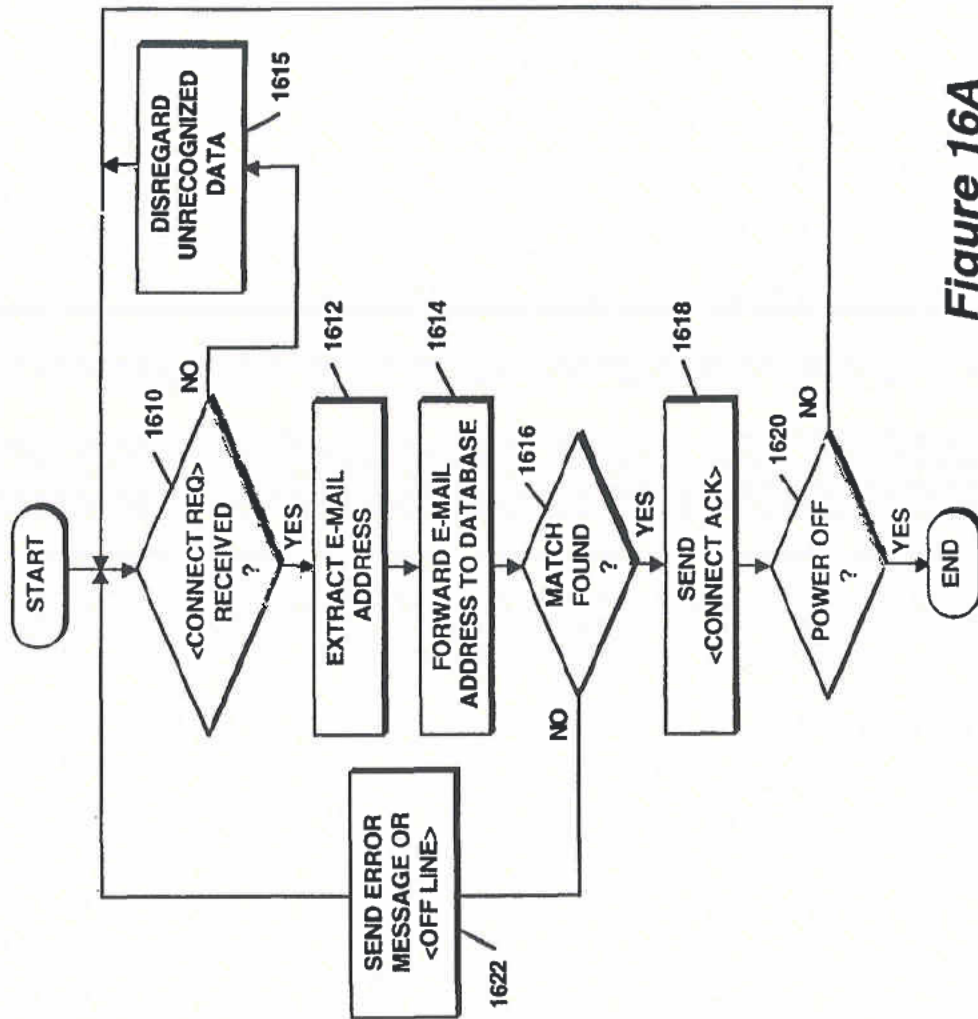 START
<CONNECT REQ>
RECEIVED
?
1610
NO
YES
DISREGARD
UNRECOGNIZED
DATA
1615
EXTRACT E-MAIL
ADDRESS
1612
FORWARD E-MAIL
ADDRESS TO DATABASE
1614
MATCH
FOUND
?
1616
NO
YES
SEND ERROR
MESSAGE OR
<OFF LINE>
1622
SEND
<CONNECT ACK>
1618
POWER OFF
?
1620
NO
YES
END
Figure 16A